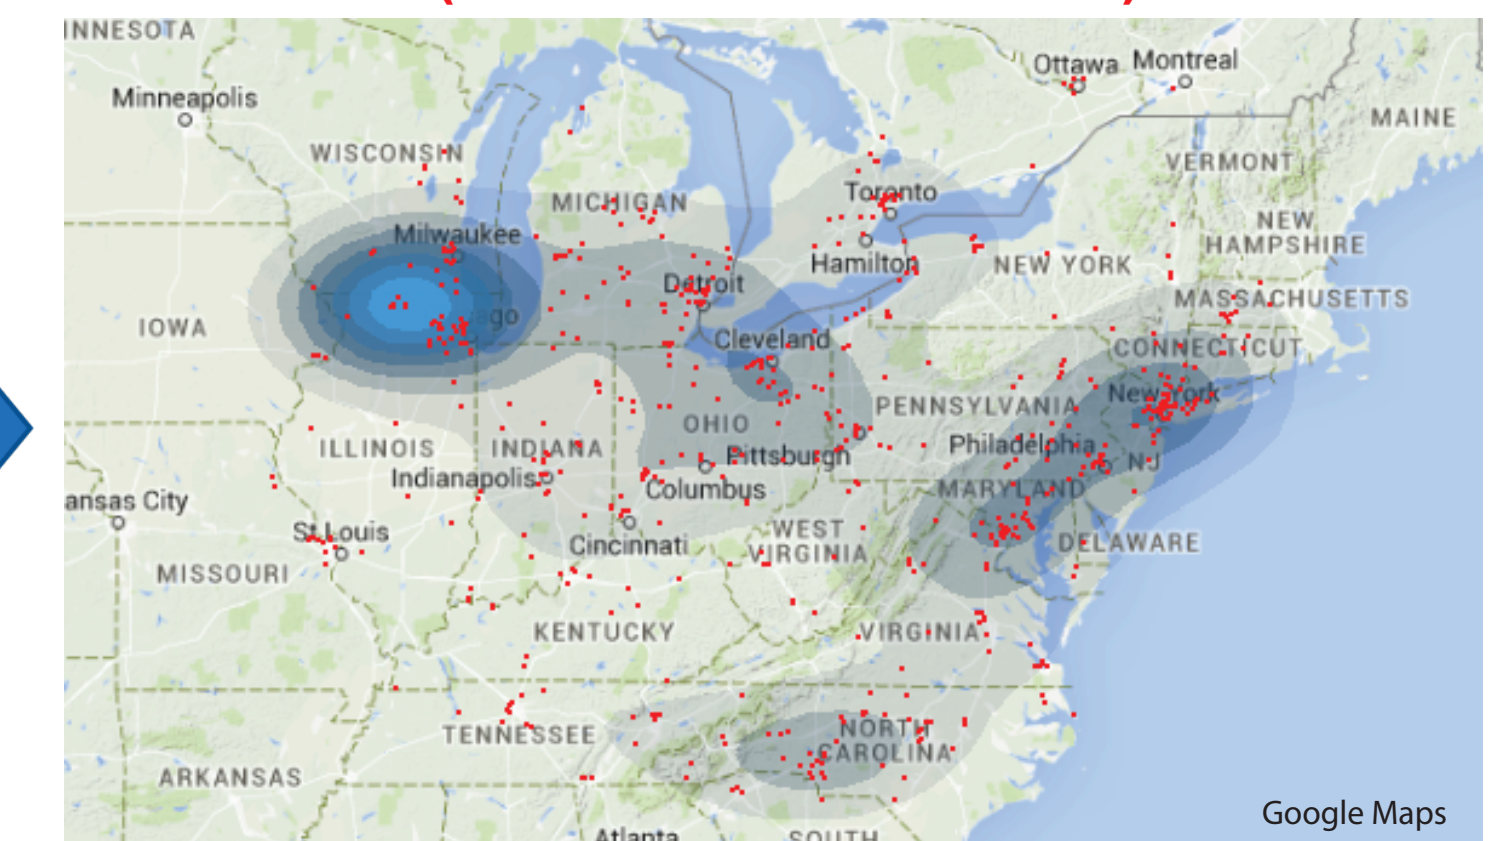 INNESOTA
Ottawa
Montreal
Minneapolis
MAINE
WISCONSIN
VERMONT
MICHIGAN
Toronto
NEW
HAMPSHIRE
Milwaukee
Hamilton
NEW YORK
Detroit
MASSACHUSETTS
ago
IOWA
Cleveland
CONNECTICUT
New York
PENNSYLVANIA
OHIO
ILLINOIS
INDIANA
Philadelphia
Pittsburgh
NJ
Indianapolis
Columbus
MARYLAND
ansas City
St Louis
WEST
VIRGINIA
Cincinnati
DELAWARE
MISSOURI
KENTUCKY
VIRGINIA
TENNESSEE
NORTH
CAROLINA
ARKANSAS
Google Maps
Atlanta
SOUTH